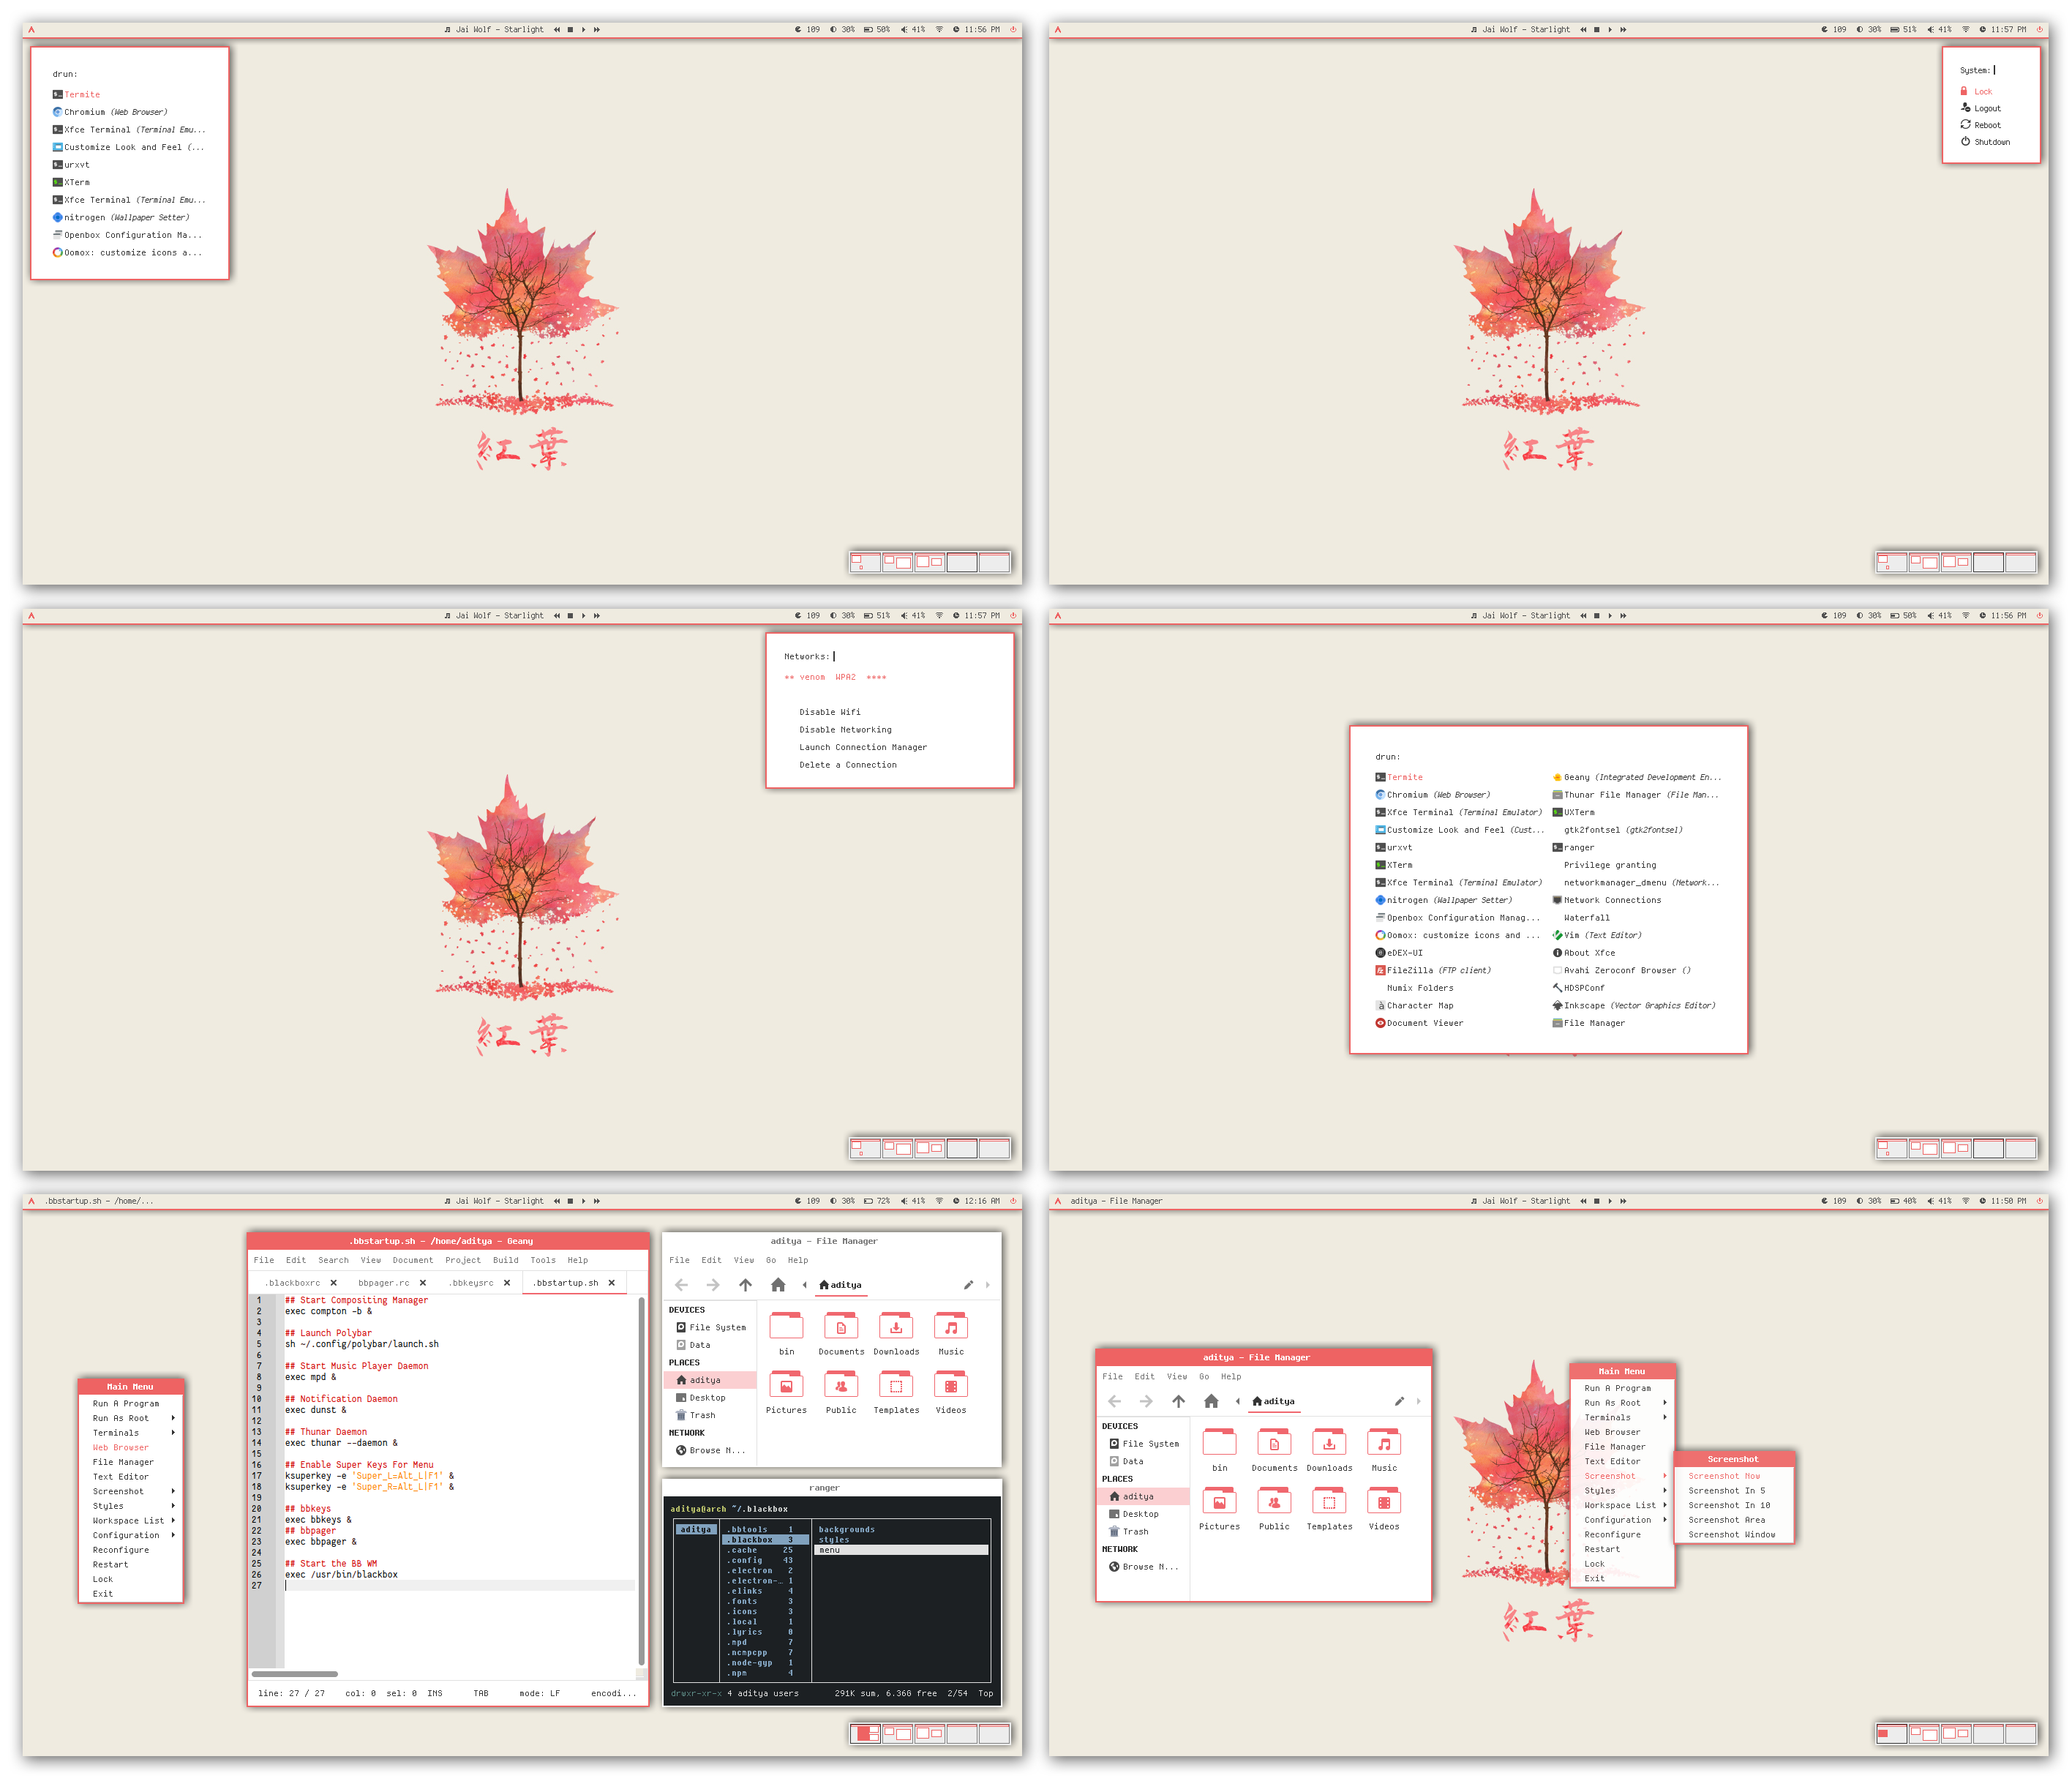 Jai Wolf - Starlight
109 30% 50% 41% 11:56 PM
drun:
Termite
Chromium (Web Browser)
Xfce Terminal (Terminal Emu...
Customize Look and Feel (...
urxvt
XTerm
Xfce Terminal (Terminal Emu...
nitrogen (Wallpaper Setter)
Openbox Configuration Ma...
Oomox: customize icons a...
紅葉
Jai Wolf - Starlight
109 30% 51% 41% 11:57 PM
System:
Lock
Logout
Reboot
Shutdown
紅葉
Jai Wolf - Starlight
109 30% 51% 41% 11:57 PM
Networks:
** venom WPA2 ****
Disable Wifi
Disable Networking
Launch Connection Manager
Delete a Connection
紅葉
Jai Wolf - Starlight
109 30% 50% 41% 11:56 PM
drun:
Termite
Chromium (Web Browser)
Xfce Terminal (Terminal Emulator)
Customize Look and Feel (Cust...
urxvt
XTerm
Xfce Terminal (Terminal Emulator)
nitrogen (Wallpaper Setter)
Openbox Configuration Manag...
Oomox: customize icons and ...
eDEX-UI
FileZilla (FTP client)
Numix Folders
Character Map
Document Viewer
Geany (Integrated Development En...
Thunar File Manager (File Man...
UXTerm
gtk2fontsel (gtk2fontsel)
ranger
Privilege granting
networkmanager_dmenu (Network...
Network Connections
Waterfall
Vim (Text Editor)
About Xfce
Avahi Zeroconf Browser ()
HDSPConf
Inkscape (Vector Graphics Editor)
File Manager
.bbstartup.sh - /home/...
Jai Wolf - Starlight
109 30% 72% 41% 12:16 AM
Main Menu
Run A Program
Run As Root
Terminals
Web Browser
File Manager
Text Editor
Screenshot
Styles
Workspace List
Configuration
Reconfigure
Restart
Lock
Exit
.bbstartup.sh - /home/aditya - Geany
File Edit Search View Document Project Build Tools Help
.blackboxrc bbpager.rc .bbkeysrc .bbstartup.sh
1 ## Start Compositing Manager
2 exec compton -b &
3
4 ## Launch Polybar
5 sh ~/.config/polybar/launch.sh
6
7 ## Start Music Player Daemon
8 exec mpd &
9
10 ## Notification Daemon
11 exec dunst &
12
13 ## Thunar Daemon
14 exec thunar --daemon &
15
16 ## Enable Super Keys For Menu
17 ksuperkey -e 'Super_L=Alt_L|F1' &
18 ksuperkey -e 'Super_R=Alt_L|F1' &
19
20 ## bbkeys
21 exec bbkeys &
22 ## bbpager
23 exec bbpager &
24
25 ## Start the BB WM
26 exec /usr/bin/blackbox
27
line: 27 / 27 col: 0 sel: 0 INS TAB mode: LF encodi...
aditya - File Manager
File Edit View Go Help
aditya
DEVICES
File System
Data
PLACES
aditya
Desktop
Trash
NETWORK
Browse N...
bin Documents Downloads Music
Pictures Public Templates Videos
ranger
aditya@arch ~/.blackbox
aditya
.bbtools 1
.blackbox 3
.cache 25
.config 43
.electron 2
.electron-… 1
.elinks 4
.fonts 3
.icons 3
.local 1
.lyrics 0
.mpd 7
.ncmpcpp 7
.node-gyp 1
.npm 4
backgrounds
styles
menu
drwxr-xr-x 4 aditya users 291K sum, 6.36G free 2/54 Top
aditya - File Manager
Jai Wolf - Starlight
109 30% 40% 41% 11:50 PM
aditya - File Manager
File Edit View Go Help
aditya
DEVICES
File System
Data
PLACES
aditya
Desktop
Trash
NETWORK
Browse N...
bin Documents Downloads Music
Pictures Public Templates Videos
Main Menu
Run A Program
Run As Root
Terminals
Web Browser
File Manager
Text Editor
Screenshot
Styles
Workspace List
Configuration
Reconfigure
Restart
Lock
Exit
Screenshot
Screenshot Now
Screenshot In 5
Screenshot In 10
Screenshot Area
Screenshot Window
紅葉